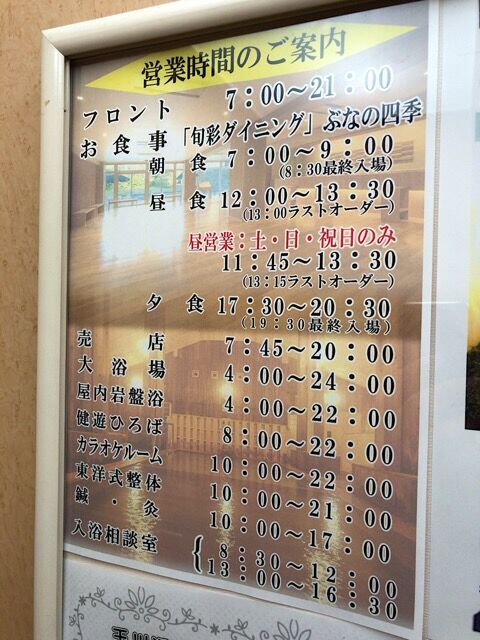 営業時間のご案内
フロント 7:00~21:00
お食事 「旬彩ダイニング」ぶなの四季
朝食 7:00~9:00
(8:30最終入場)
昼食 12:00~13:30
(13:00ラストオーダー)
昼営業:土・日・祝日のみ
11:45~13:30
(13:15ラストオーダー)
夕食 17:30~20:30
(19:30最終入場)
売店 7:45~20:00
大浴場 4:00~24:00
屋内岩盤浴 4:00~22:00
健遊ひろば 8:00~22:00
カラオケルーム 10:00~22:00
東洋式整体 10:00~21:00
鍼・灸 10:00~17:00
入浴相談室 { 8:30~12:00
13:00~16:30
玉川